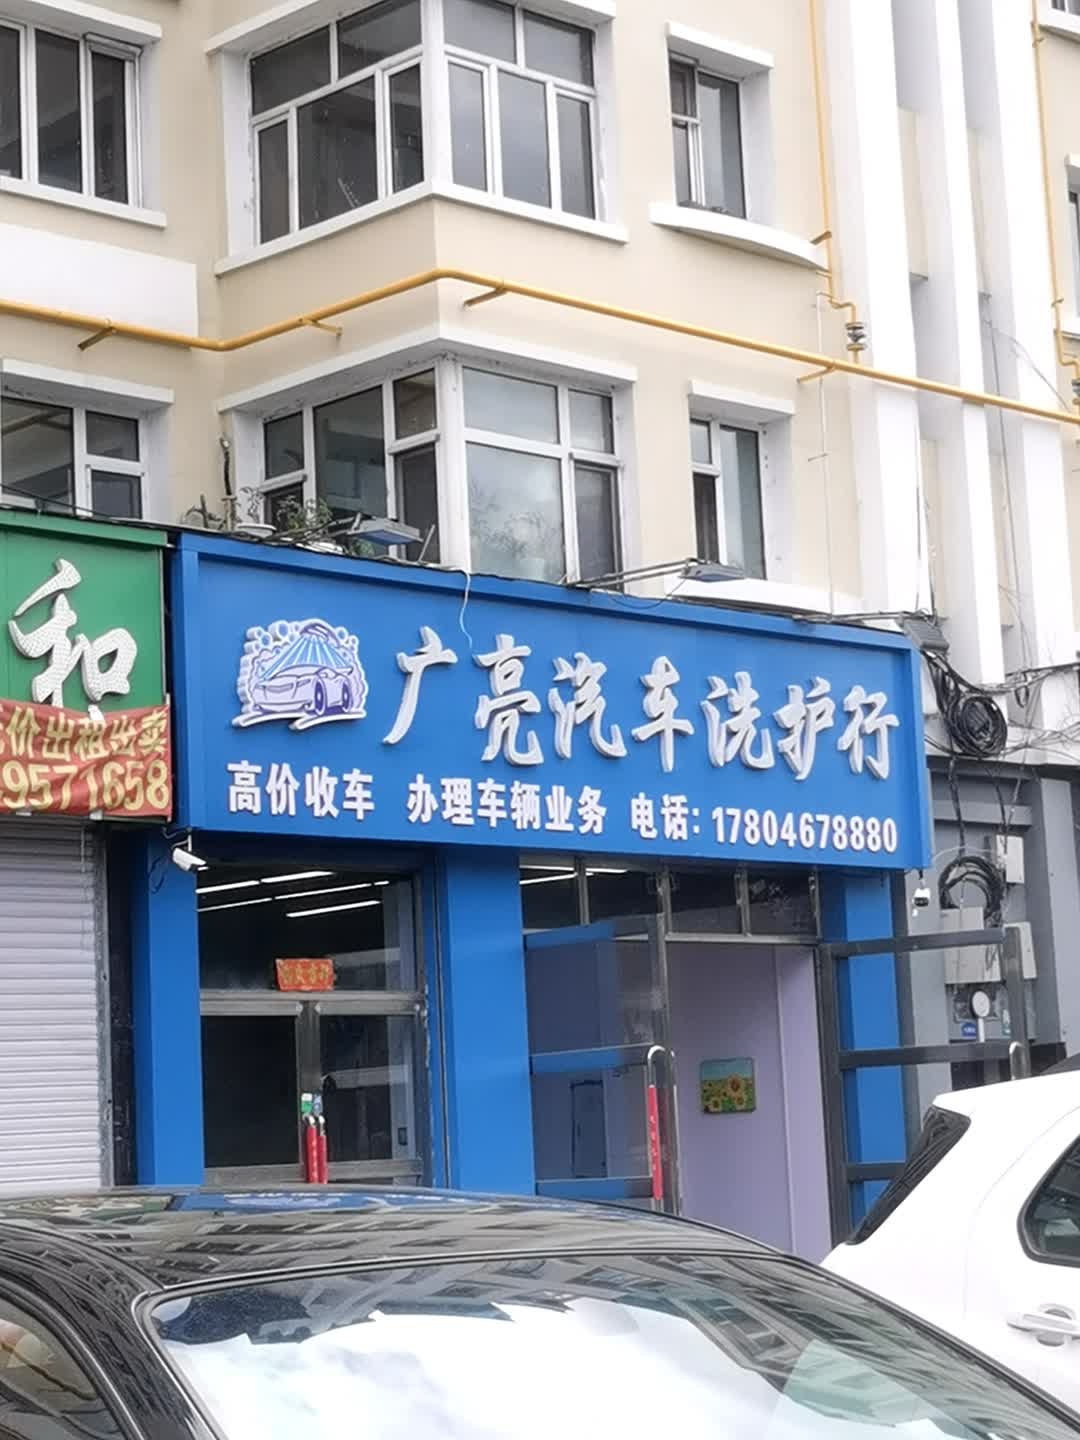 和
价出租出卖
9571658
广亮汽车洗护行
高价收车 办理车辆业务 电话:17804678880